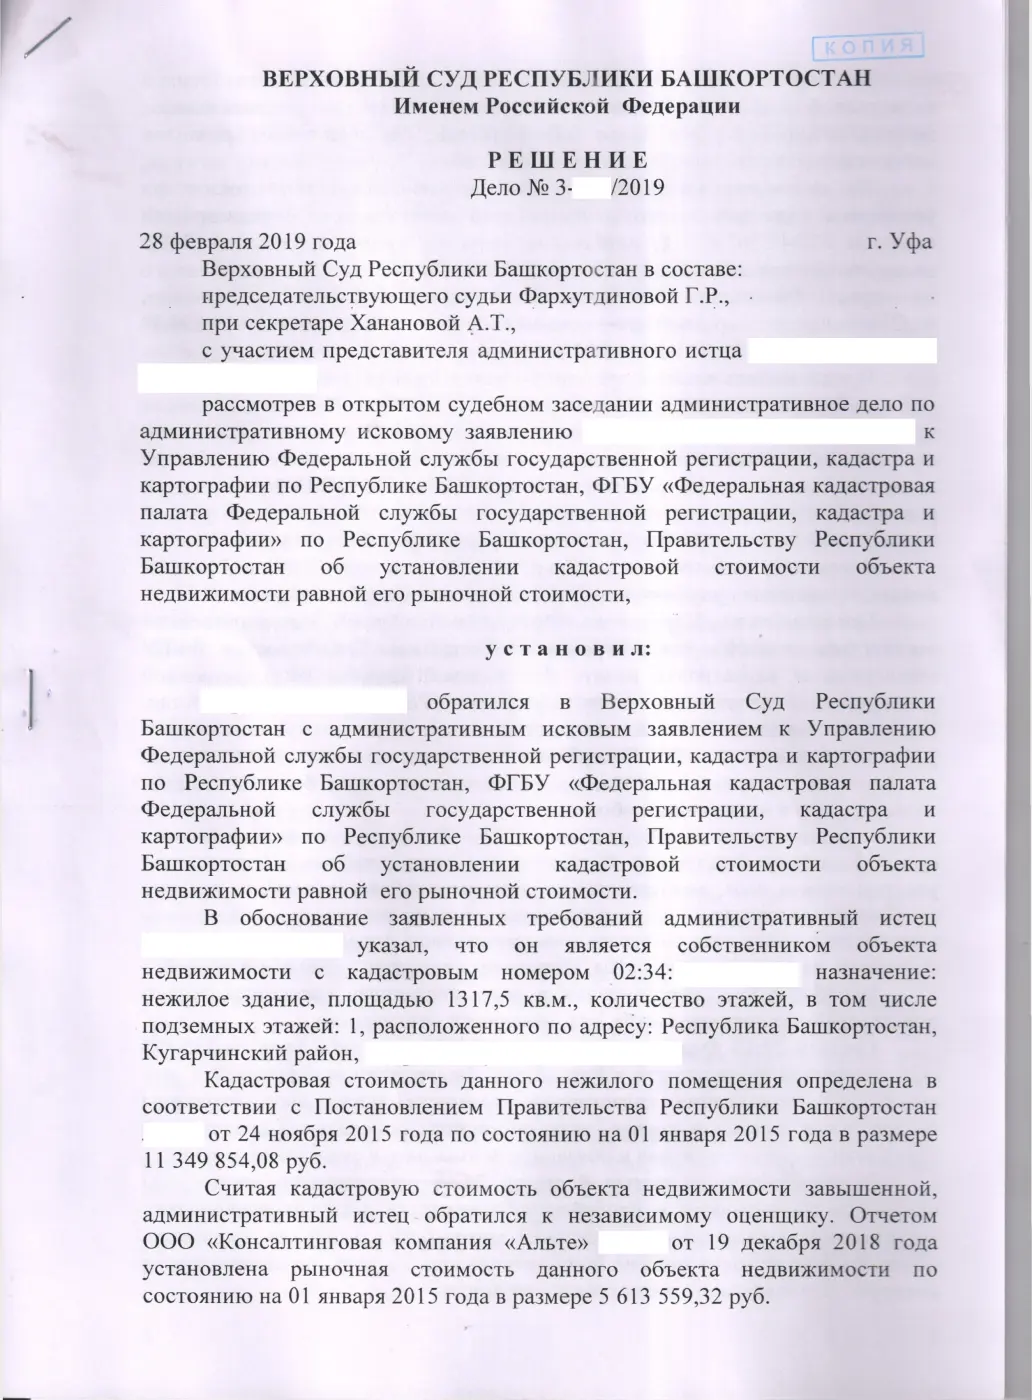 КОПИЯ
ВЕРХОВНЫЙ СУД РЕСПУБЛИКИ БАШКОРТОСТАН
Именем Российской Федерации
Р Е Ш Е Н И Е
Дело № 3- /2019
28 февраля 2019 года г. Уфа
Верховный Суд Республики Башкортостан в составе:
председательствующего судьи Фархутдиновой Г.Р.,
при секретаре Ханановой А.Т.,
с участием представителя административного истца
рассмотрев в открытом судебном заседании административное дело по
административному исковому заявлению к
Управлению Федеральной службы государственной регистрации, кадастра и
картографии по Республике Башкортостан, ФГБУ «Федеральная кадастровая
палата Федеральной службы государственной регистрации, кадастра и
картографии» по Республике Башкортостан, Правительству Республики
Башкортостан об установлении кадастровой стоимости объекта
недвижимости равной его рыночной стоимости,
у с т а н о в и л:
обратился в Верховный Суд Республики
Башкортостан с административным исковым заявлением к Управлению
Федеральной службы государственной регистрации, кадастра и картографии
по Республике Башкортостан, ФГБУ «Федеральная кадастровая палата
Федеральной службы государственной регистрации, кадастра и
картографии» по Республике Башкортостан, Правительству Республики
Башкортостан об установлении кадастровой стоимости объекта
недвижимости равной его рыночной стоимости.
В обоснование заявленных требований административный истец
указал, что он является собственником объекта
недвижимости с кадастровым номером 02:34: назначение:
нежилое здание, площадью 1317,5 кв.м., количество этажей, в том числе
подземных этажей: 1, расположенного по адресу: Республика Башкортостан,
Кугарчинский район,
Кадастровая стоимость данного нежилого помещения определена в
соответствии с Постановлением Правительства Республики Башкортостан
от 24 ноября 2015 года по состоянию на 01 января 2015 года в размере
11 349 854,08 руб.
Считая кадастровую стоимость объекта недвижимости завышенной,
административный истец обратился к независимому оценщику. Отчетом
ООО «Консалтинговая компания «Альте» от 19 декабря 2018 года
установлена рыночная стоимость данного объекта недвижимости по
состоянию на 01 января 2015 года в размере 5 613 559,32 руб.